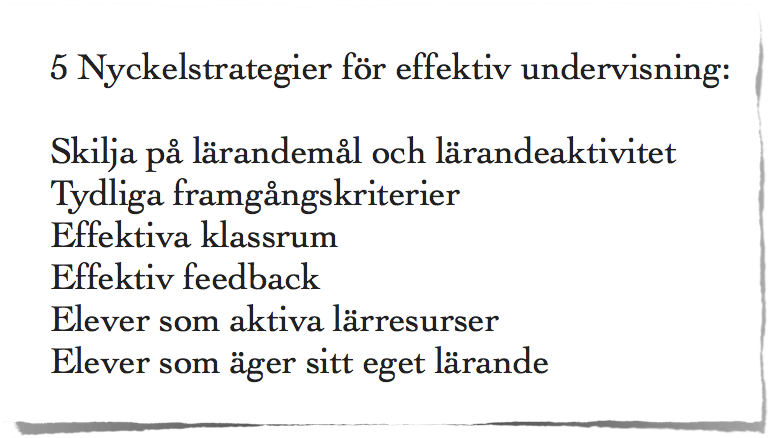 5 Nyckelstrategier för effektiv undervisning:
Skilja på lärandemål och lärandeaktivitet
Tydliga framgångskriterier
Effektiva klassrum
Effektiv feedback
Elever som aktiva lärresurser
Elever som äger sitt eget lärande